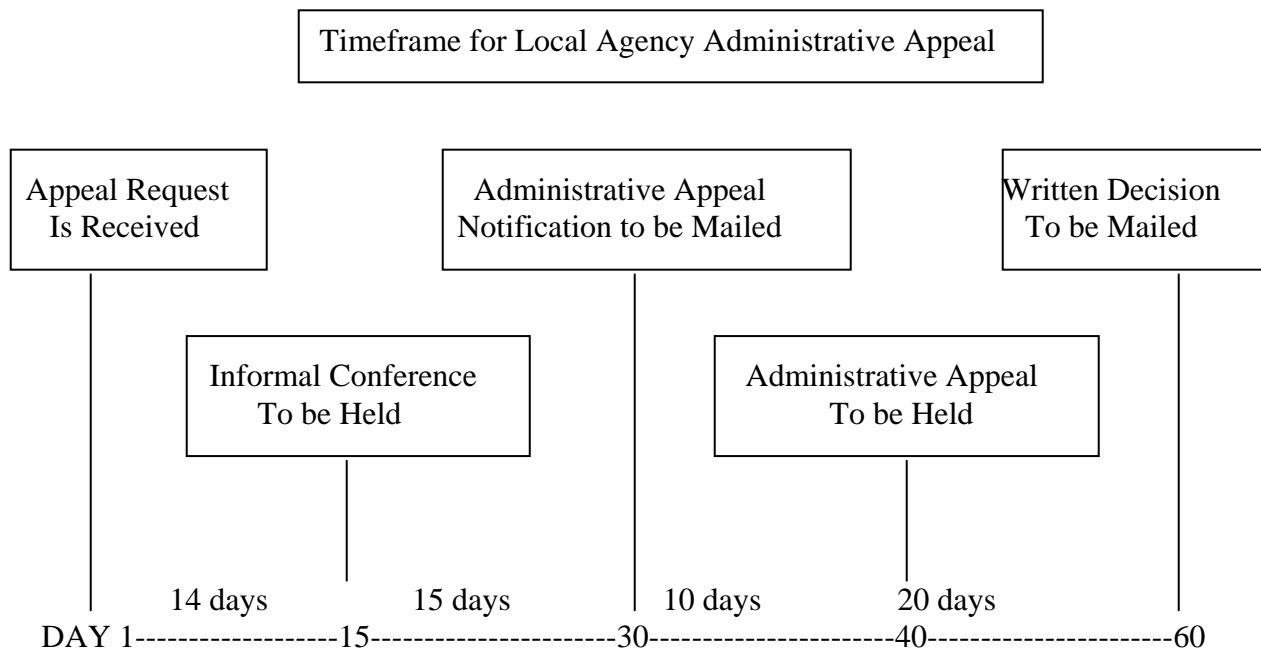 Timeframe for Local Agency Administrative Appeal
Appeal Request
Is Received
Administrative Appeal
Notification to be Mailed
Written Decision
To be Mailed
Informal Conference
To be Held
Administrative Appeal
To be Held
14 days 15 days 10 days 20 days
DAY 1--------------------15------------------------30------------------------40------------------------60